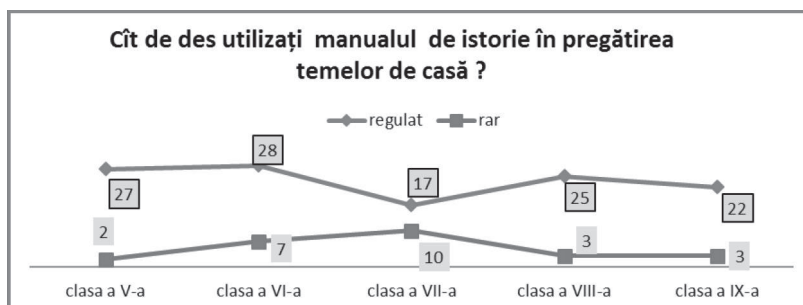 Cît de des utilizați manualul de istorie în pregătirea
temelor de casă ?
regulat rar
28
27 17 25 22
2 7 10 3 3
clasa a V-a clasa a VI-a clasa a VII-a clasa a VIII-a clasa a IX-a